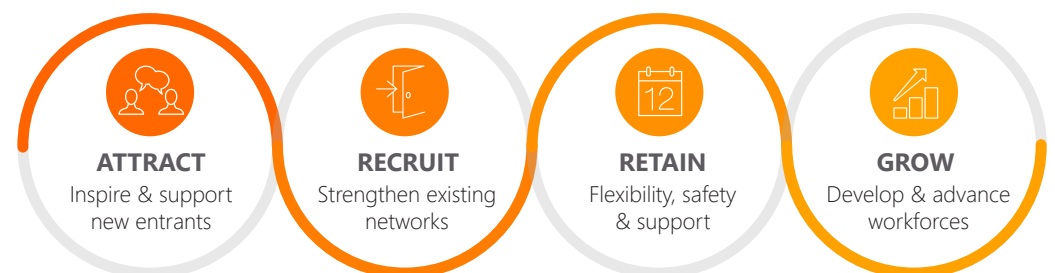 ATTRACT
Inspire & support
new entrants
RECRUIT
Strengthen existing
networks
12
RETAIN
Flexibility, safety
& support
GROW
Develop & advance
workforces